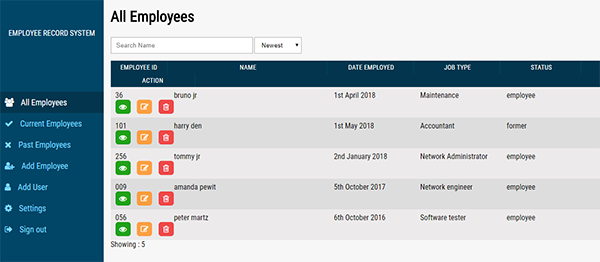 EMPLOYEE RECORD SYSTEM
All Employees
Current Employees
Past Employees
Add Employee
Add User
Settings
Sign out
All Employees
Search Name Newest
EMPLOYEE ID NAME DATE EMPLOYED JOB TYPE STATUS
ACTION
36 bruno jr 1st April 2018 Maintenance employee
101 harry den 1st May 2018 Accountant former
256 tommy jr 2nd January 2018 Network Administrator employee
009 amanda pewit 5th October 2017 Network engineer employee
056 peter martz 6th October 2016 Software tester employee
Showing : 5